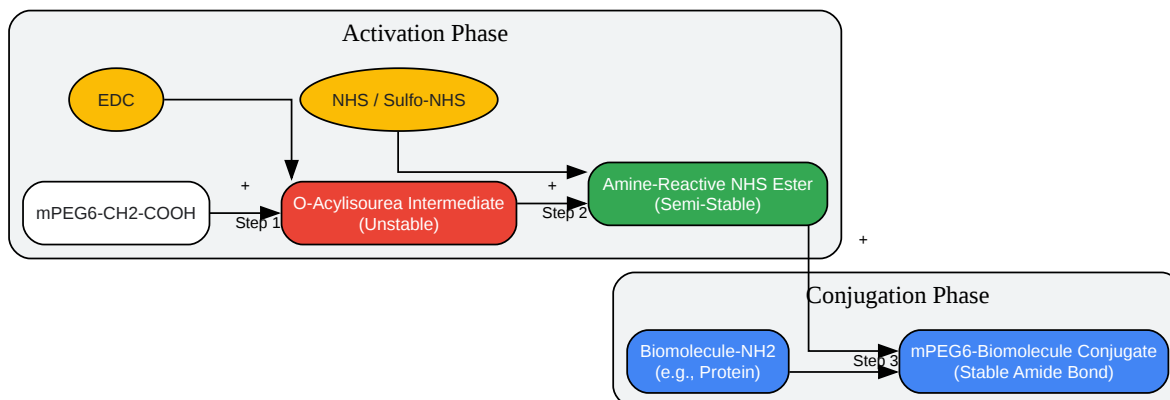 Activation Phase
EDC
NHS / Sulfo-NHS
mPEG6-CH2-COOH
+
Step 1
O-Acylisourea Intermediate
(Unstable)
+
Step 2
Amine-Reactive NHS Ester
(Semi-Stable)
+
Conjugation Phase
Biomolecule-NH2
(e.g., Protein)
Step 3
mPEG6-Biomolecule Conjugate
(Stable Amide Bond)